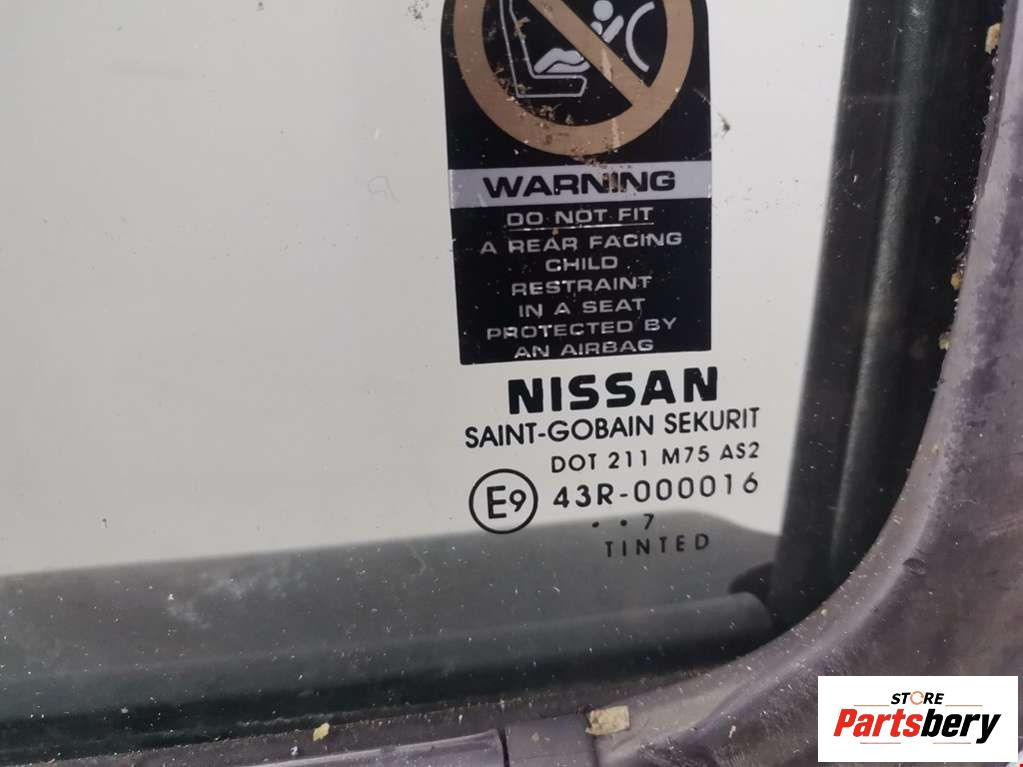 WARNING
DO NOT FIT
A REAR FACING
CHILD
RESTRAINT
IN A SEAT
PROTECTED BY
AN AIRBAG
NISSAN
SAINT-GOBAIN SEKURIT
DOT 211 M75 AS2
E9 43R-000016
• • 7
TINTED
STORE
Partsbery